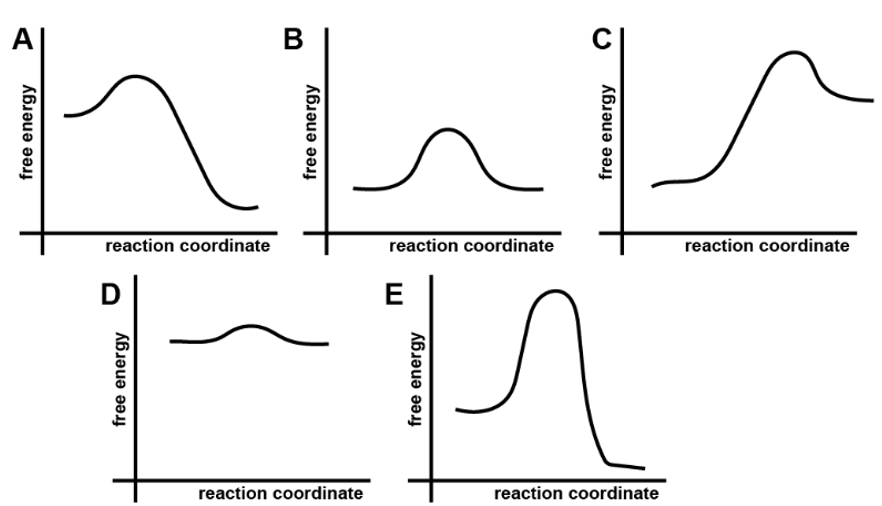 A
free energy
reaction coordinate
B
free energy
reaction coordinate
C
free energy
reaction coordinate
D
free energy
reaction coordinate
E
free energy
reaction coordinate